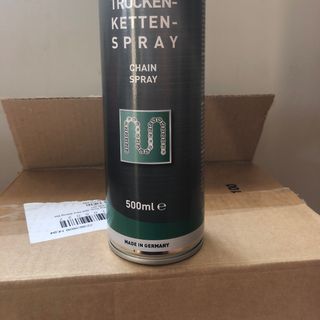 TROCKEN-
KETTEN-
SPRAY
CHAIN
SPRAY
500ml ℮
MADE IN GERMANY